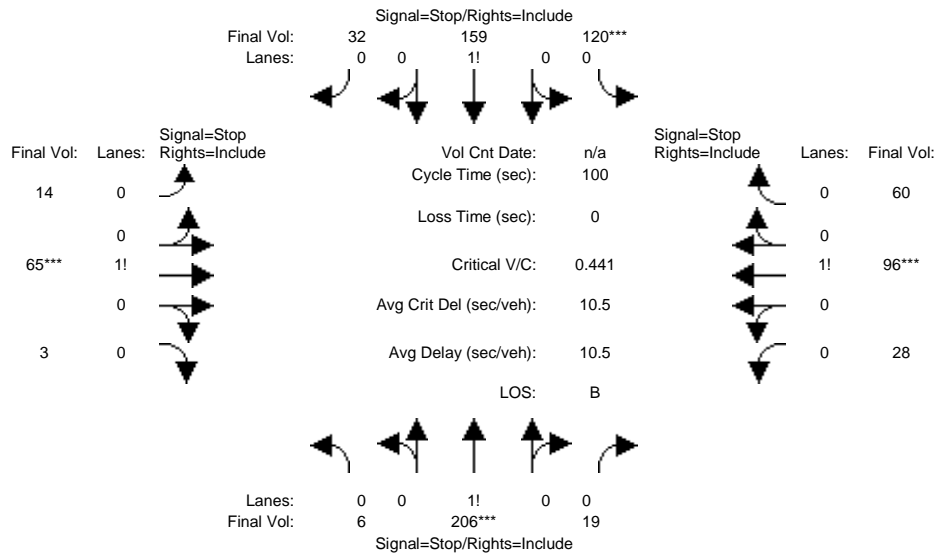 Signal=Stop/Rights=Include
Final Vol: 32 159 120***
Lanes: 0 0 1! 0 0
Signal=Stop
Final Vol: Lanes: Rights=Include
Vol Cnt Date: n/a
Signal=Stop
Rights=Include Lanes: Final Vol:
Cycle Time (sec): 100
14 0
0 60
Loss Time (sec): 0
0
0
65*** 1!
Critical V/C: 0.441
1! 96***
0
Avg Crit Del (sec/veh): 10.5
0
3 0
Avg Delay (sec/veh): 10.5
0 28
LOS: B
Lanes: 0 0 1! 0 0
Final Vol: 6 206*** 19
Signal=Stop/Rights=Include